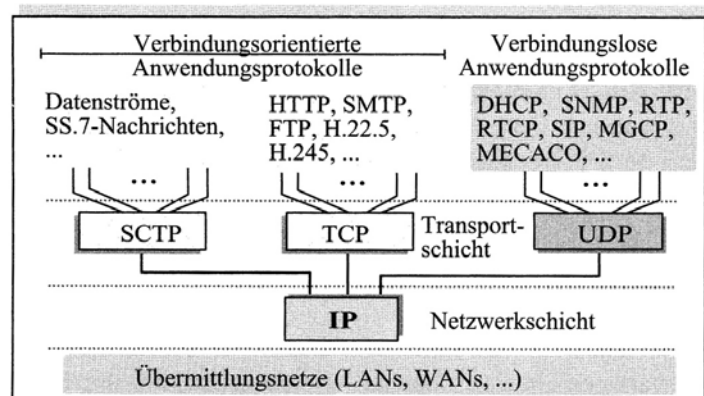 Verbindungsorientierte
Anwendungsprotokolle
Verbindungslose
Anwendungsprotokolle
Datenströme,
SS.7-Nachrichten,
...
HTTP, SMTP,
FTP, H.22.5,
H.245, ...
DHCP, SNMP, RTP,
RTCP, SIP, MGCP,
MECACO, ...
...
...
...
SCTP
TCP
Transport-
schicht
UDP
IP
Netzwerkschicht
Übermittlungsnetze (LANs, WANs, ...)